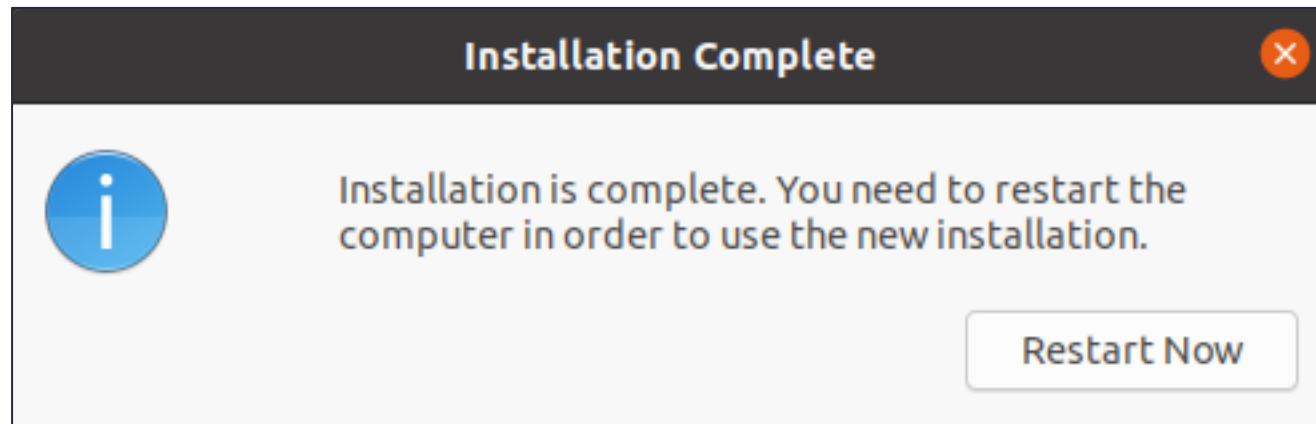 Installation Complete
Installation is complete. You need to restart the
computer in order to use the new installation.
Restart Now